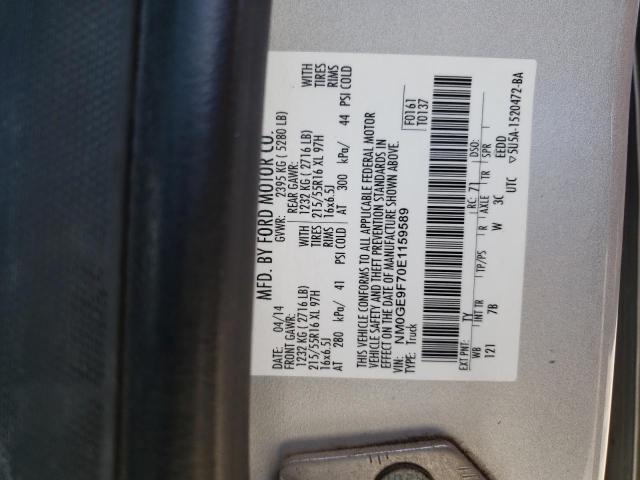 MFD. BY FORD MOTOR CO.
DATE: 04/14 GVWR: 2395 KG ( 5280 LB)
FRONT GAWR: REAR GAWR:
1232 KG ( 2716 LB) WITH 1232 KG ( 2716 LB) WITH
215/55R16 XL 97H TIRES 215/55R16 XL 97H TIRES
16x6.5J RIMS 16x6.5J RIMS
AT 280 kPa/ 41 PSI COLD AT 300 kPa/ 44 PSI COLD
THIS VEHICLE CONFORMS TO ALL APPLICABLE FEDERAL MOTOR
VEHICLE SAFETY AND THEFT PREVENTION STANDARDS IN
EFFECT ON THE DATE OF MANUFACTURE SHOWN ABOVE.
VIN: NM0GE9F70E1159589 F0161
TYPE: Truck T0137
EXT PNT: TY RC: 71 DSO:
WB INT TR TP/PS R AXLE TR SPR
121 7B W 3C EEDD
UTC ▽5U5A-1520472-BA